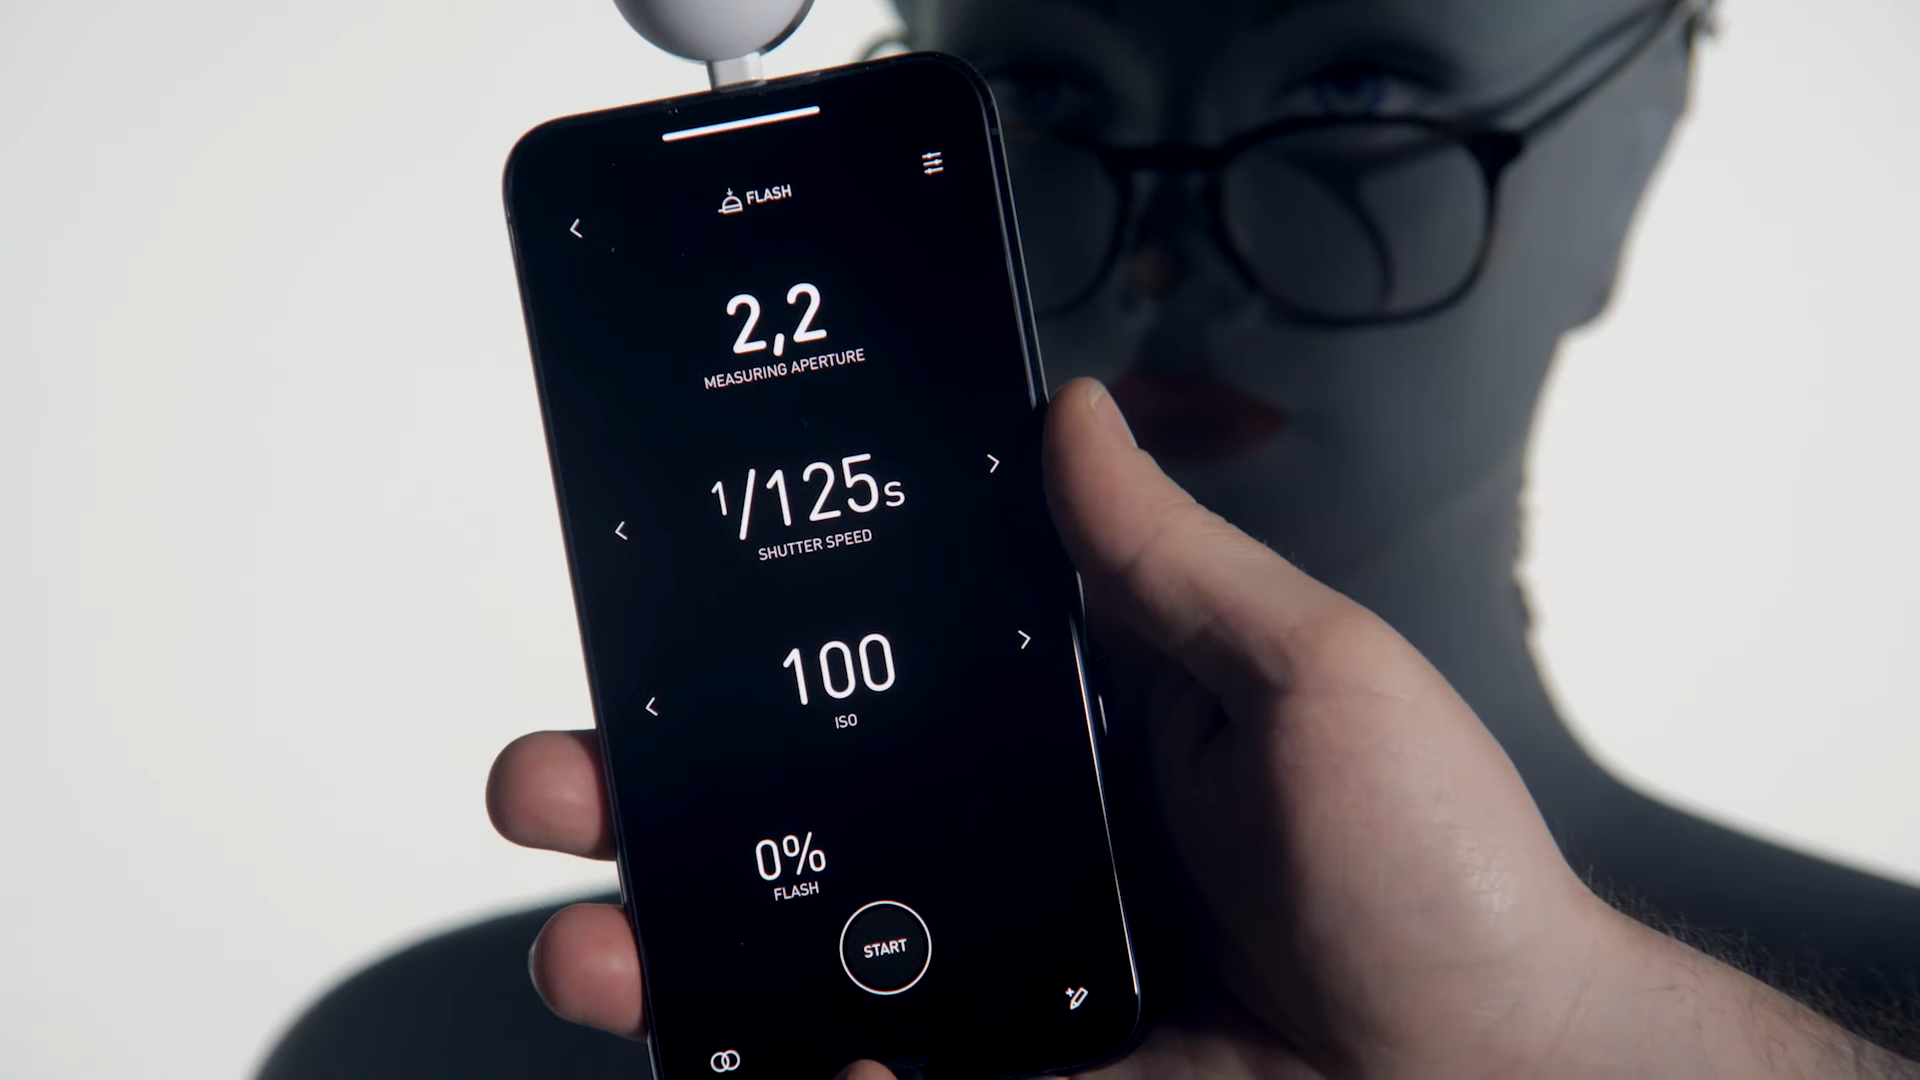 FLASH
2,2
MEASURING APERTURE
1/125s
SHUTTER SPEED
100
ISO
0%
FLASH
START